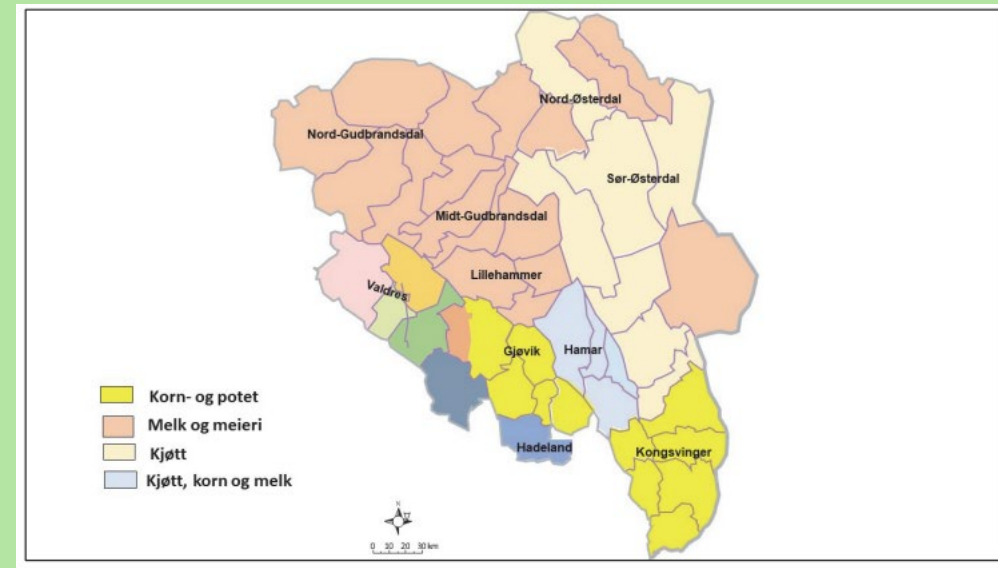 Nord-Østerdal
Nord-Gudbrandsdal
Sør-Østerdal
Midt-Gudbrandsdal
Lillehammer
Valdres
Gjøvik
Hamar
Hadeland
Kongsvinger
Korn- og potet
Melk og meieri
Kjøtt
Kjøtt, korn og melk
N
0 10 20 30 km